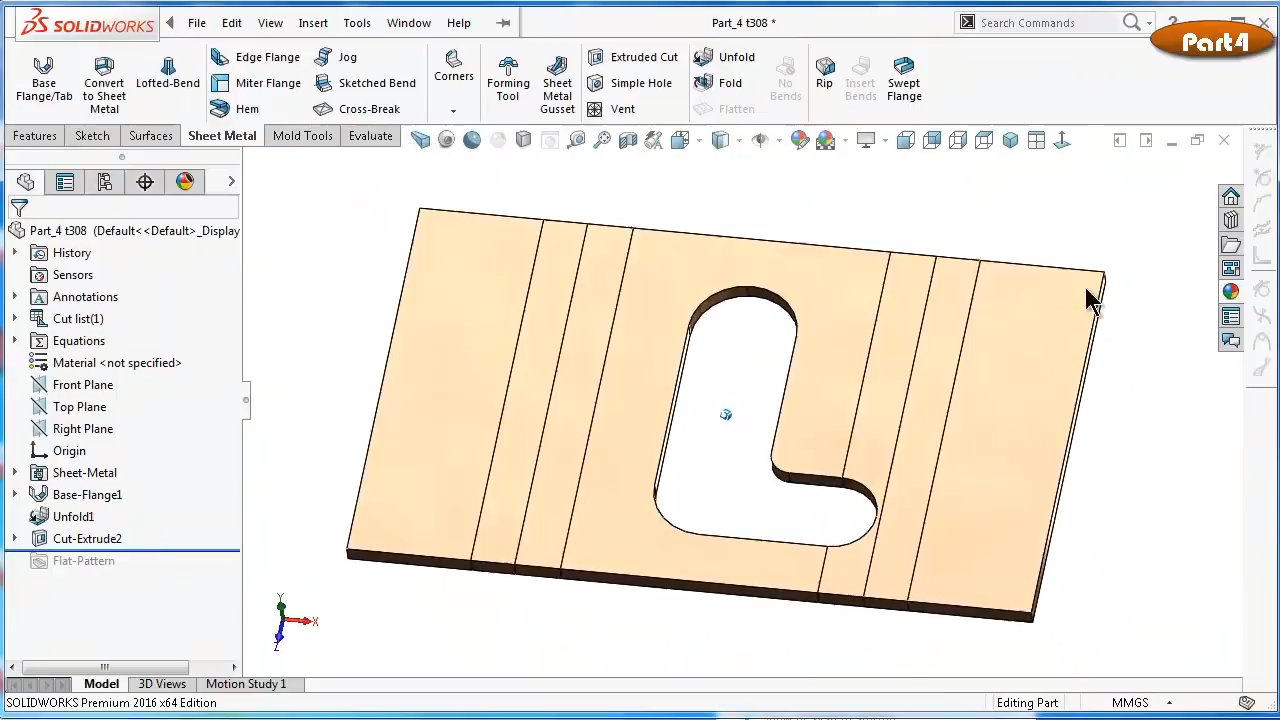 SOLIDWORKS
File Edit View Insert Tools Window Help
Part_4 t308 *
Search Commands
?
Part4
Base Flange/Tab
Convert to Sheet Metal
Lofted-Bend
Edge Flange
Miter Flange
Hem
Jog
Sketched Bend
Cross-Break
Corners
Forming Tool
Sheet Metal Gusset
Extruded Cut
Simple Hole
Vent
Unfold
Fold
Flatten
No Bends
Rip
Insert Bends
Swept Flange
Features Sketch Surfaces Sheet Metal Mold Tools Evaluate
Part_4 t308 (Default<<Default>_Display
History
Sensors
Annotations
Cut list(1)
Equations
Material <not specified>
Front Plane
Top Plane
Right Plane
Origin
Sheet-Metal
Base-Flange1
Unfold1
Cut-Extrude2
Flat-Pattern
Y
X
Z
Model 3D Views Motion Study 1
SOLIDWORKS Premium 2016 x64 Edition
Editing Part
MMGS